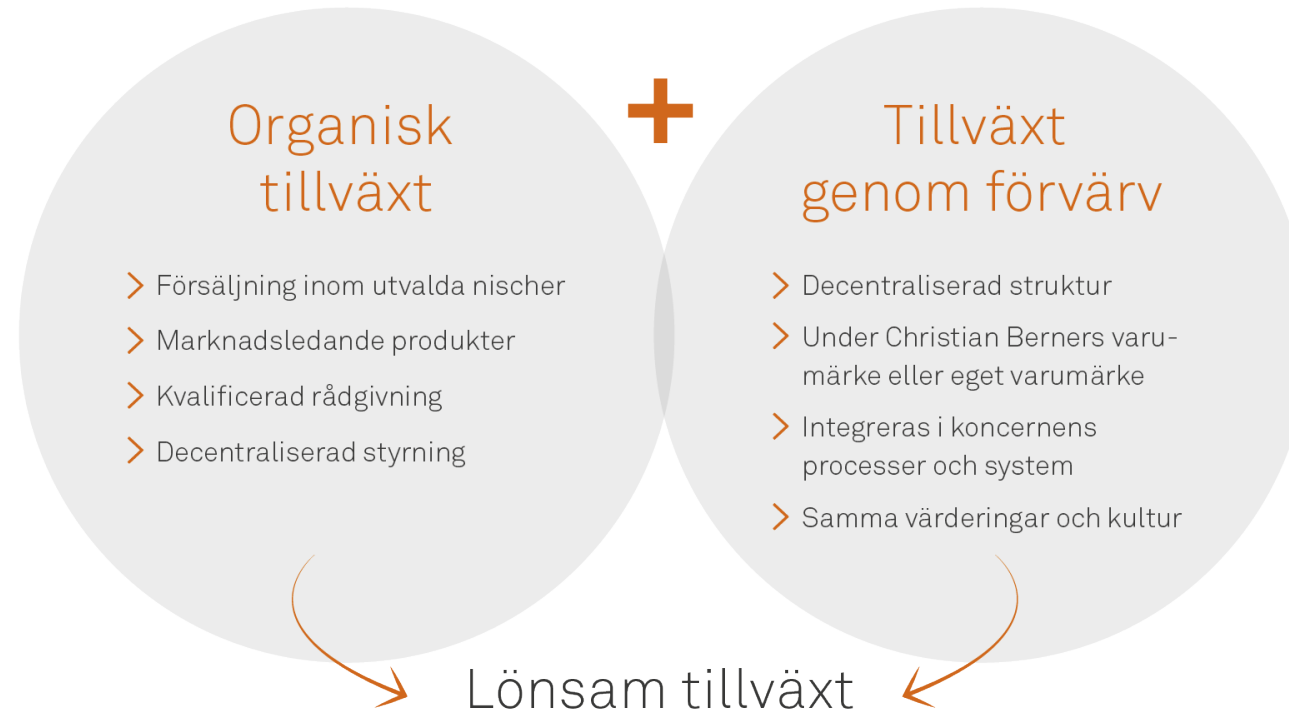 Organisk
tillväxt
Försäljning inom utvalda nischer
Marknadsledande produkter
Kvalificerad rådgivning
Decentraliserad styrning
+
Tillväxt
genom förvärv
Decentraliserad struktur
Under Christian Berners varu-
märke eller eget varumärke
Integreras i koncernens
processer och system
Samma värderingar och kultur
Lönsam tillväxt